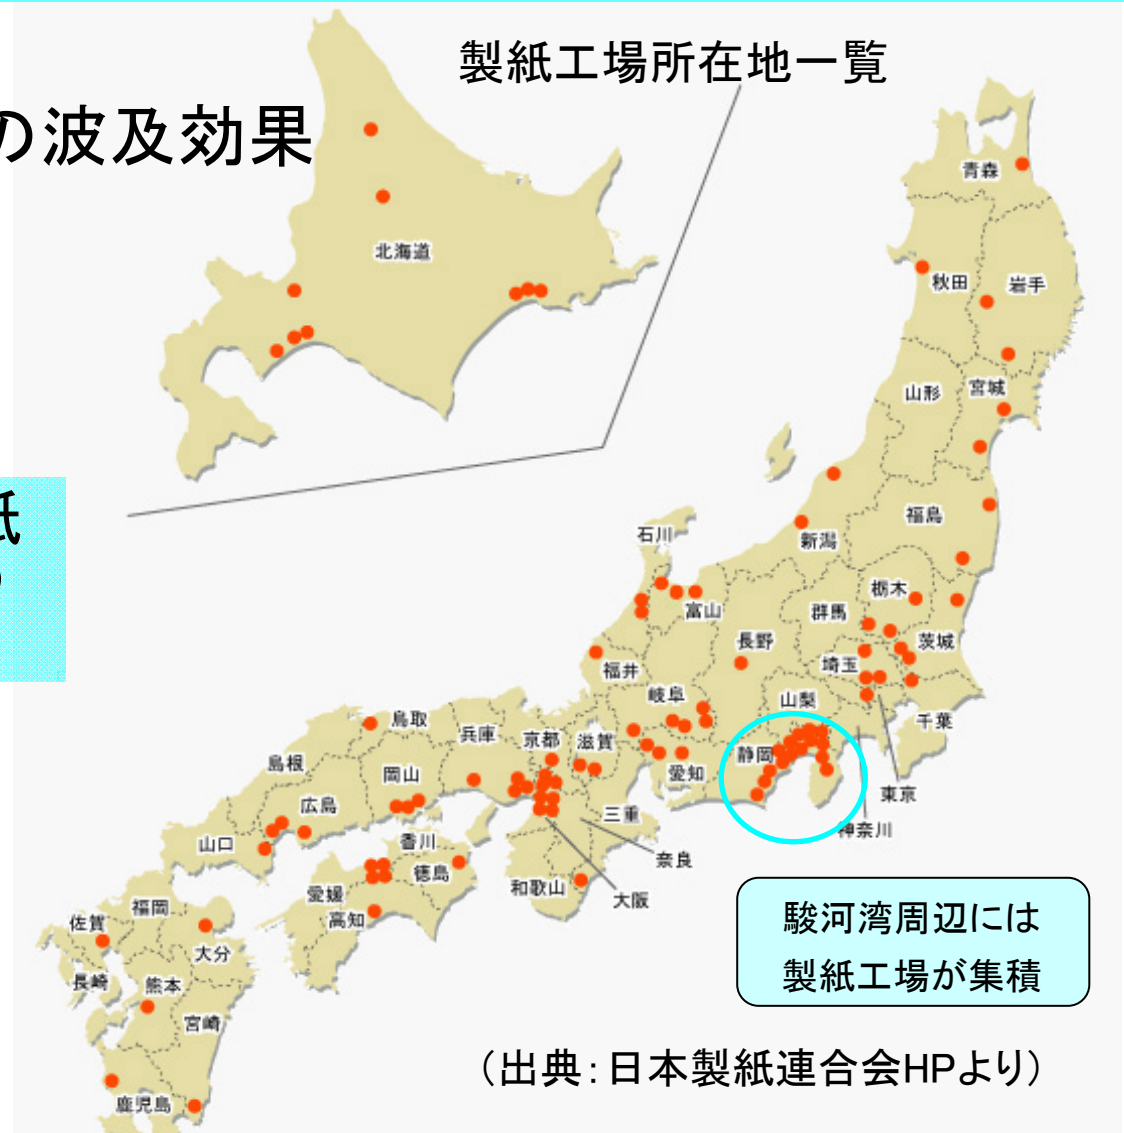 製紙工場所在地一覧
の波及効果
紙
北海道
青森
秋田
岩手
山形
宮城
福島
新潟
石川
富山
栃木
群馬
茨城
長野
埼玉
福井
岐阜
山梨
千葉
鳥取
兵庫
京都
滋賀
静岡
愛知
島根
岡山
東京
広島
三重
神奈川
山口
香川
奈良
徳島
愛媛
和歌山
大阪
高知
福岡
佐賀
大分
長崎
熊本
宮崎
鹿児島
駿河湾周辺には
製紙工場が集積
（出典：日本製紙連合会HPより）